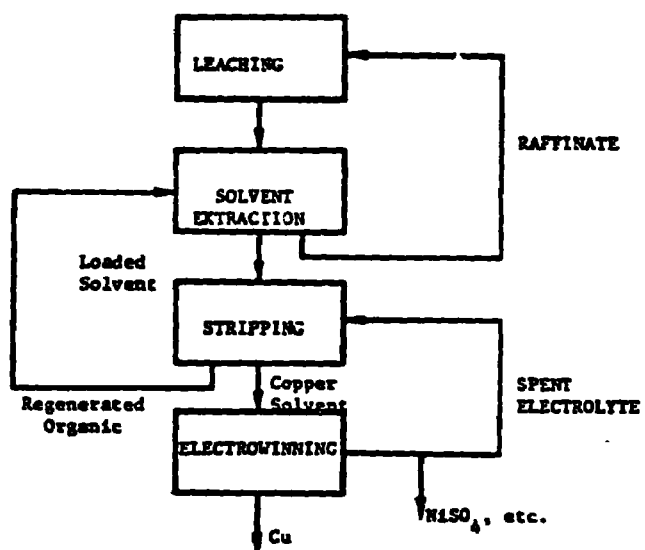 LEACHING
RAFFINATE
SOLVENT
EXTRACTION
Loaded
Solvent
STRIPPING
Copper
Solvent
SPENT
ELECTROLYTE
Regenerated
Organic
ELECTROWINNING
NiSO₄, etc.
Cu